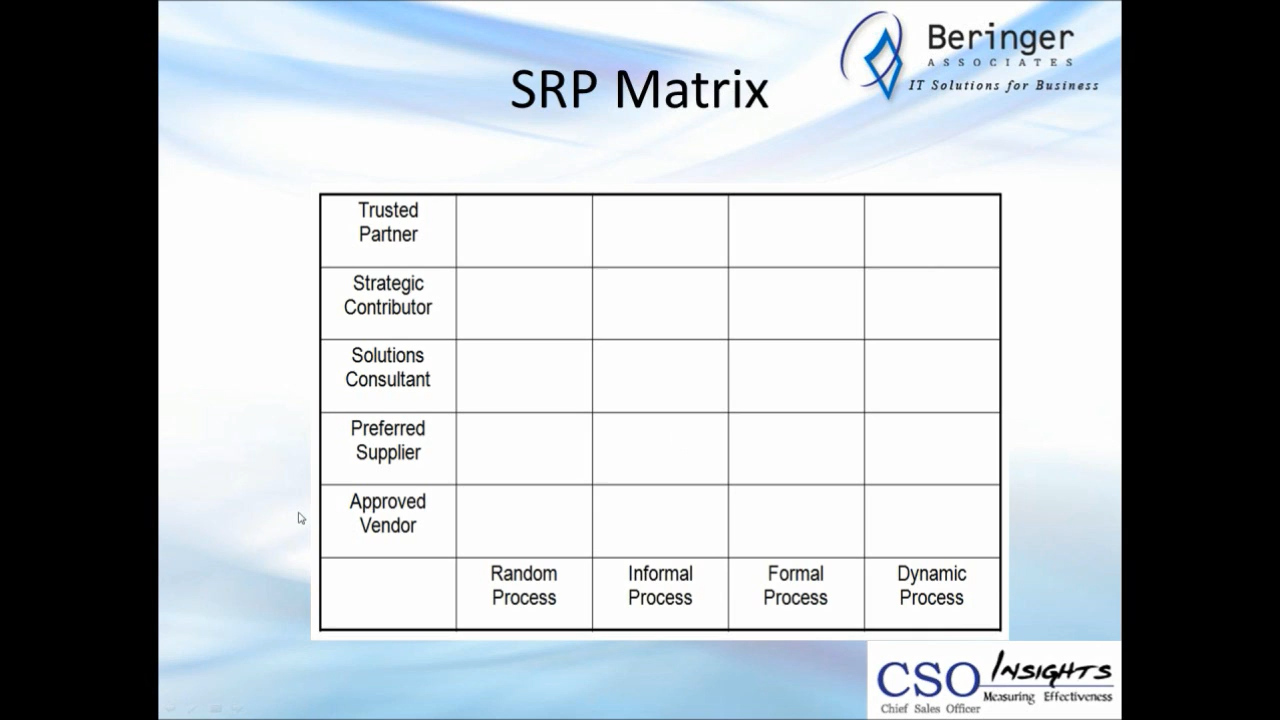 Beringer
ASSOCIATES
IT Solutions for Business
SRP Matrix
Trusted
Partner
Strategic
Contributor
Solutions
Consultant
Preferred
Supplier
Approved
Vendor
Random
Process
Informal
Process
Formal
Process
Dynamic
Process
CSO INSIGHTS
Measuring Effectiveness
Chief Sales Officer